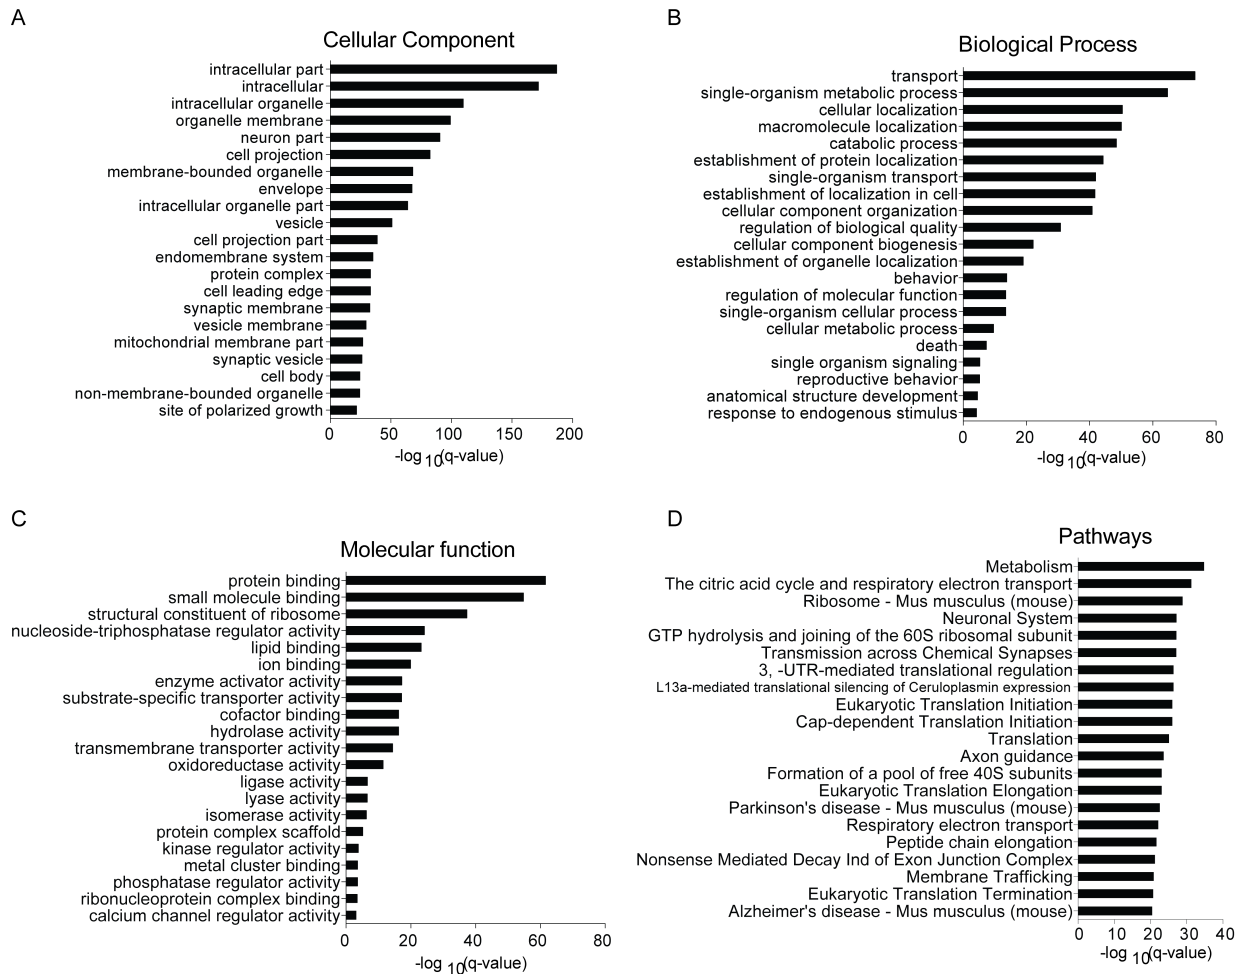 A
Cellular Component
intracellular part
intracellular
intracellular organelle
organelle membrane
neuron part
cell projection
membrane-bounded organelle
envelope
intracellular organelle part
vesicle
cell projection part
endomembrane system
protein complex
cell leading edge
synaptic membrane
vesicle membrane
mitochondrial membrane part
synaptic vesicle
cell body
non-membrane-bounded organelle
site of polarized growth
0 50 100 150 200
-log 10(q-value)
B
Biological Process
transport
single-organism metabolic process
cellular localization
macromolecule localization
catabolic process
establishment of protein localization
single-organism transport
establishment of localization in cell
cellular component organization
regulation of biological quality
cellular component biogenesis
establishment of organelle localization
behavior
regulation of molecular function
single-organism cellular process
cellular metabolic process
death
single organism signaling
reproductive behavior
anatomical structure development
response to endogenous stimulus
0 20 40 60 80
-log 10(q-value)
C
Molecular function
protein binding
small molecule binding
structural constituent of ribosome
nucleoside-triphosphatase regulator activity
lipid binding
ion binding
enzyme activator activity
substrate-specific transporter activity
cofactor binding
hydrolase activity
transmembrane transporter activity
oxidoreductase activity
ligase activity
lyase activity
isomerase activity
protein complex scaffold
kinase regulator activity
metal cluster binding
phosphatase regulator activity
ribonucleoprotein complex binding
calcium channel regulator activity
0 20 40 60 80
-log 10(q-value)
D
Pathways
Metabolism
The citric acid cycle and respiratory electron transport
Ribosome - Mus musculus (mouse)
Neuronal System
GTP hydrolysis and joining of the 60S ribosomal subunit
Transmission across Chemical Synapses
3, -UTR-mediated translational regulation
L13a-mediated translational silencing of Ceruloplasmin expression
Eukaryotic Translation Initiation
Cap-dependent Translation Initiation
Translation
Axon guidance
Formation of a pool of free 40S subunits
Eukaryotic Translation Elongation
Parkinson's disease - Mus musculus (mouse)
Respiratory electron transport
Peptide chain elongation
Nonsense Mediated Decay Ind of Exon Junction Complex
Membrane Trafficking
Eukaryotic Translation Termination
Alzheimer's disease - Mus musculus (mouse)
0 10 20 30 40
-log 10(q-value)